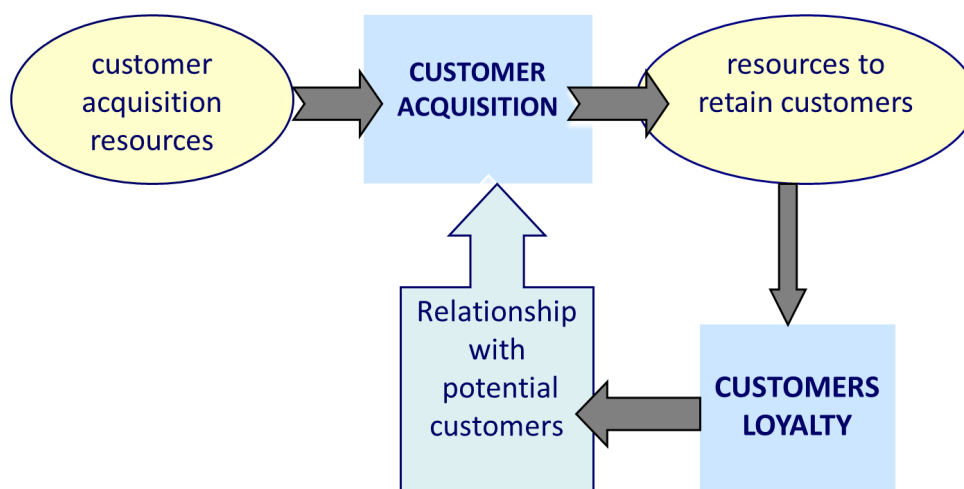 customer
acquisition
resources
CUSTOMER
ACQUISITION
resources to
retain customers
Relationship
with
potential
customers
CUSTOMERS
LOYALTY